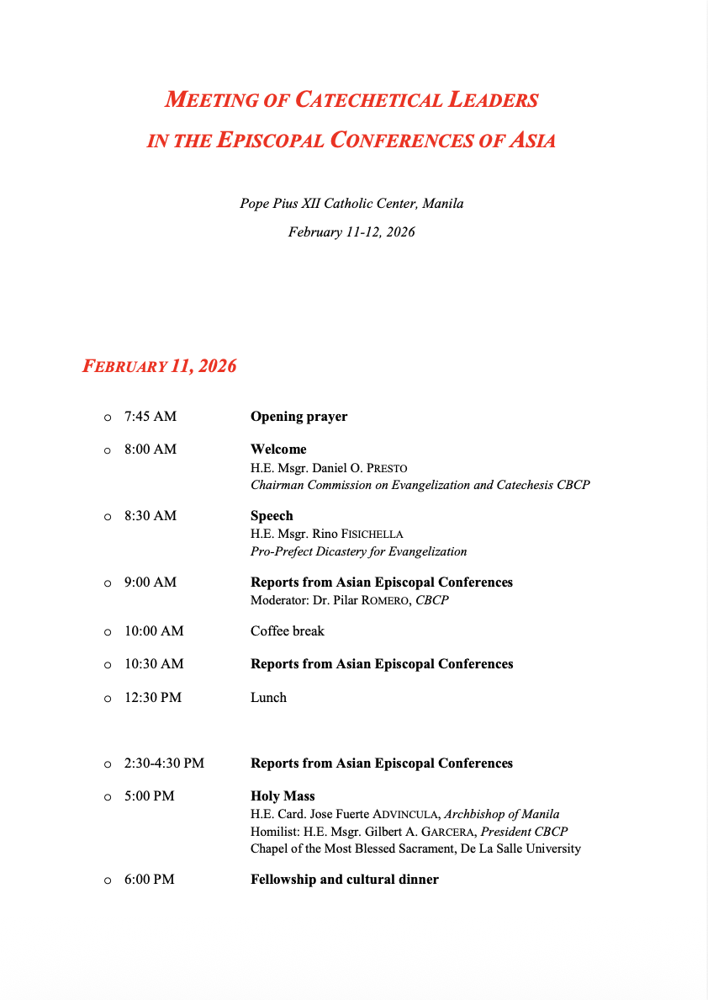 MEETING OF CATECHETICAL LEADERS
IN THE EPISCOPAL CONFERENCES OF ASIA
Pope Pius XII Catholic Center, Manila
February 11-12, 2026
FEBRUARY 11, 2026
o 7:45 AM Opening prayer
o 8:00 AM Welcome
H.E. Msgr. Daniel O. PRESTO
Chairman Commission on Evangelization and Catechesis CBCP
o 8:30 AM Speech
H.E. Msgr. Rino FISICHELLA
Pro-Prefect Dicastery for Evangelization
o 9:00 AM Reports from Asian Episcopal Conferences
Moderator: Dr. Pilar ROMERO, CBCP
o 10:00 AM Coffee break
o 10:30 AM Reports from Asian Episcopal Conferences
o 12:30 PM Lunch
o 2:30-4:30 PM Reports from Asian Episcopal Conferences
o 5:00 PM Holy Mass
H.E. Card. Jose Fuerte ADVINCULA, Archbishop of Manila
Homilist: H.E. Msgr. Gilbert A. GARCERA, President CBCP
Chapel of the Most Blessed Sacrament, De La Salle University
o 6:00 PM Fellowship and cultural dinner